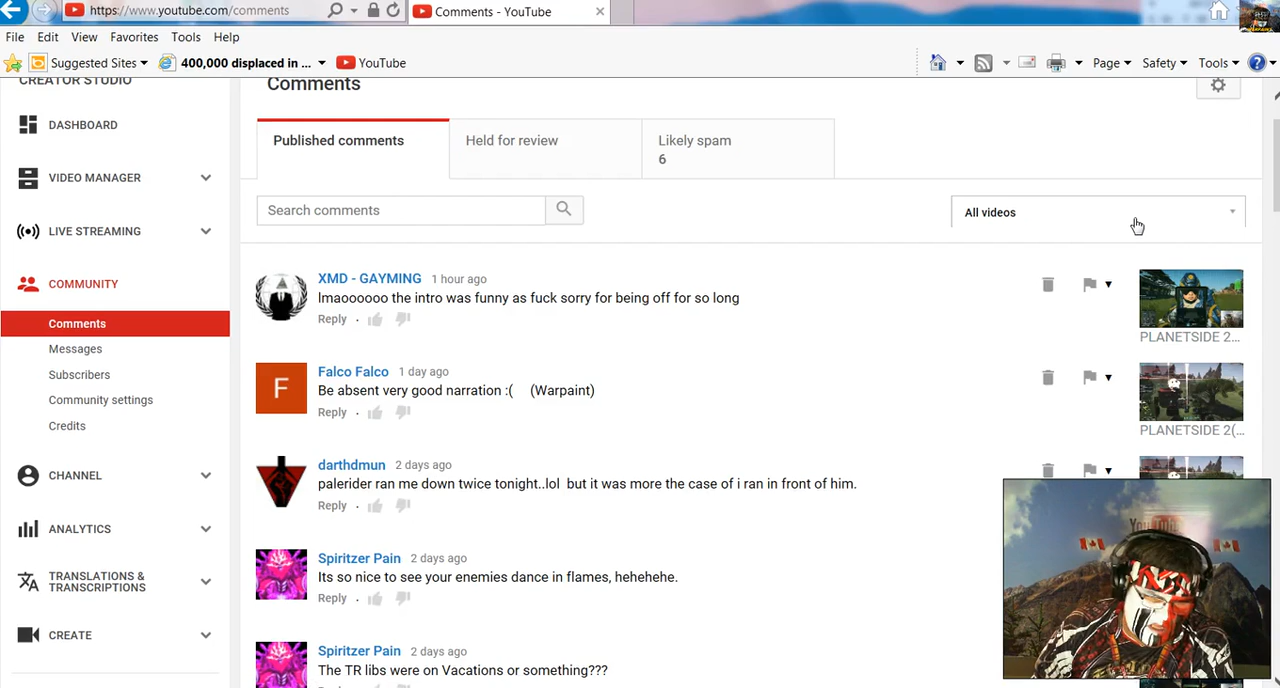 https://www.youtube.com/comments
Comments - YouTube
File Edit View Favorites Tools Help
Suggested Sites
400,000 displaced in ...
YouTube
Page Safety Tools
CREATOR STUDIO
DASHBOARD
VIDEO MANAGER
LIVE STREAMING
COMMUNITY
Comments
Messages
Subscribers
Community settings
Credits
CHANNEL
ANALYTICS
TRANSLATIONS &
TRANSCRIPTIONS
CREATE
Comments
Published comments
Held for review
Likely spam
6
Search comments
All videos
XMD - GAYMING 1 hour ago
lmaoooooo the intro was funny as fuck sorry for being off for so long
Reply
PLANETSIDE 2...
Falco Falco 1 day ago
Be absent very good narration :( (Warpaint)
Reply
PLANETSIDE 2(...
darthdmun 2 days ago
palerider ran me down twice tonight..lol but it was more the case of i ran in front of him.
Reply
Spiritzer Pain 2 days ago
Its so nice to see your enemies dance in flames, hehehehe.
Reply
Spiritzer Pain 2 days ago
The TR libs were on Vacations or something???